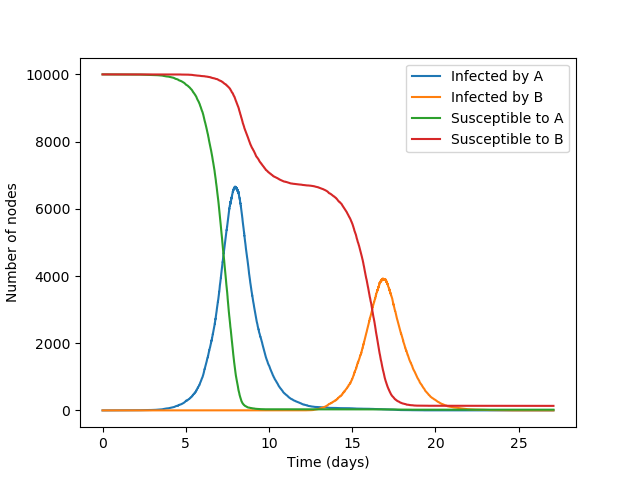 10000
8000
6000
4000
2000
0
Number of nodes
Infected by A
Infected by B
Susceptible to A
Susceptible to B
0 5 10 15 20 25
Time (days)